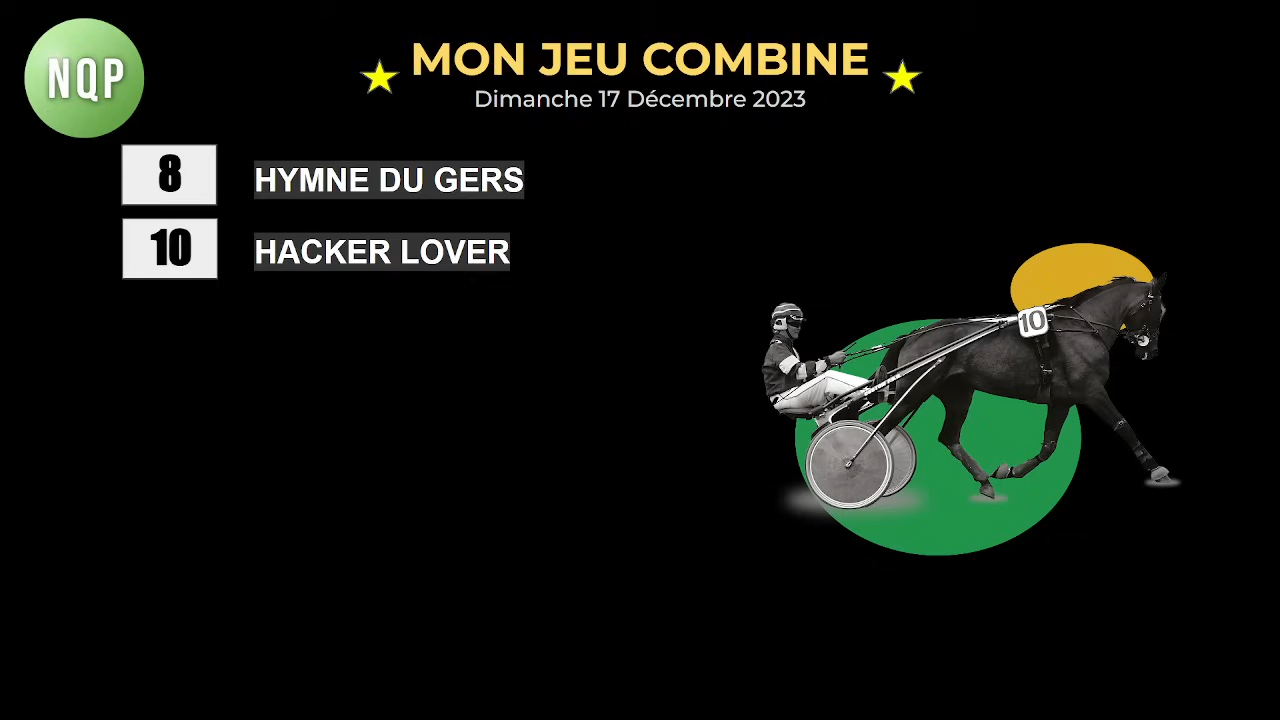 NQP
MON JEU COMBINE
Dimanche 17 Décembre 2023
8 HYMNE DU GERS
10 HACKER LOVER
10